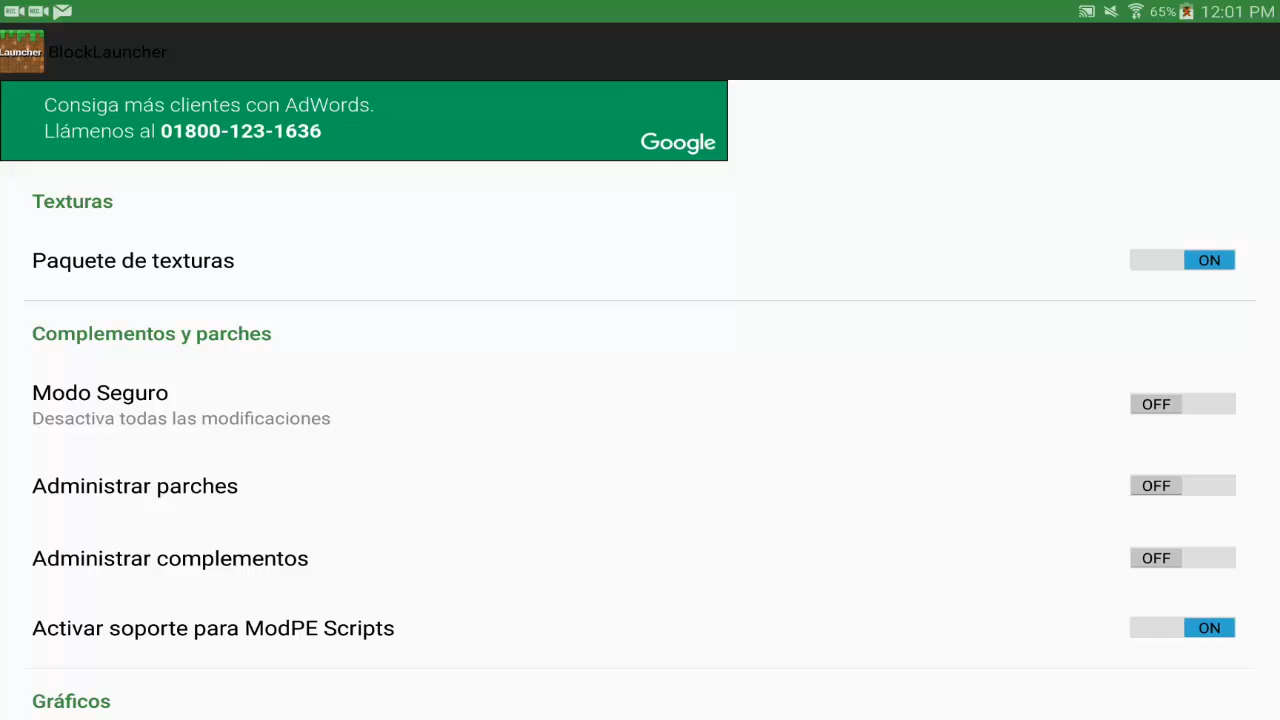 65% 12:01 PM
Launcher BlockLauncher
Consiga más clientes con AdWords.
Llámenos al 01800-123-1636
Google
Texturas
Paquete de texturas ON
Complementos y parches
Modo Seguro
Desactiva todas las modificaciones
OFF
Administrar parches OFF
Administrar complementos OFF
Activar soporte para ModPE Scripts ON
Gráficos